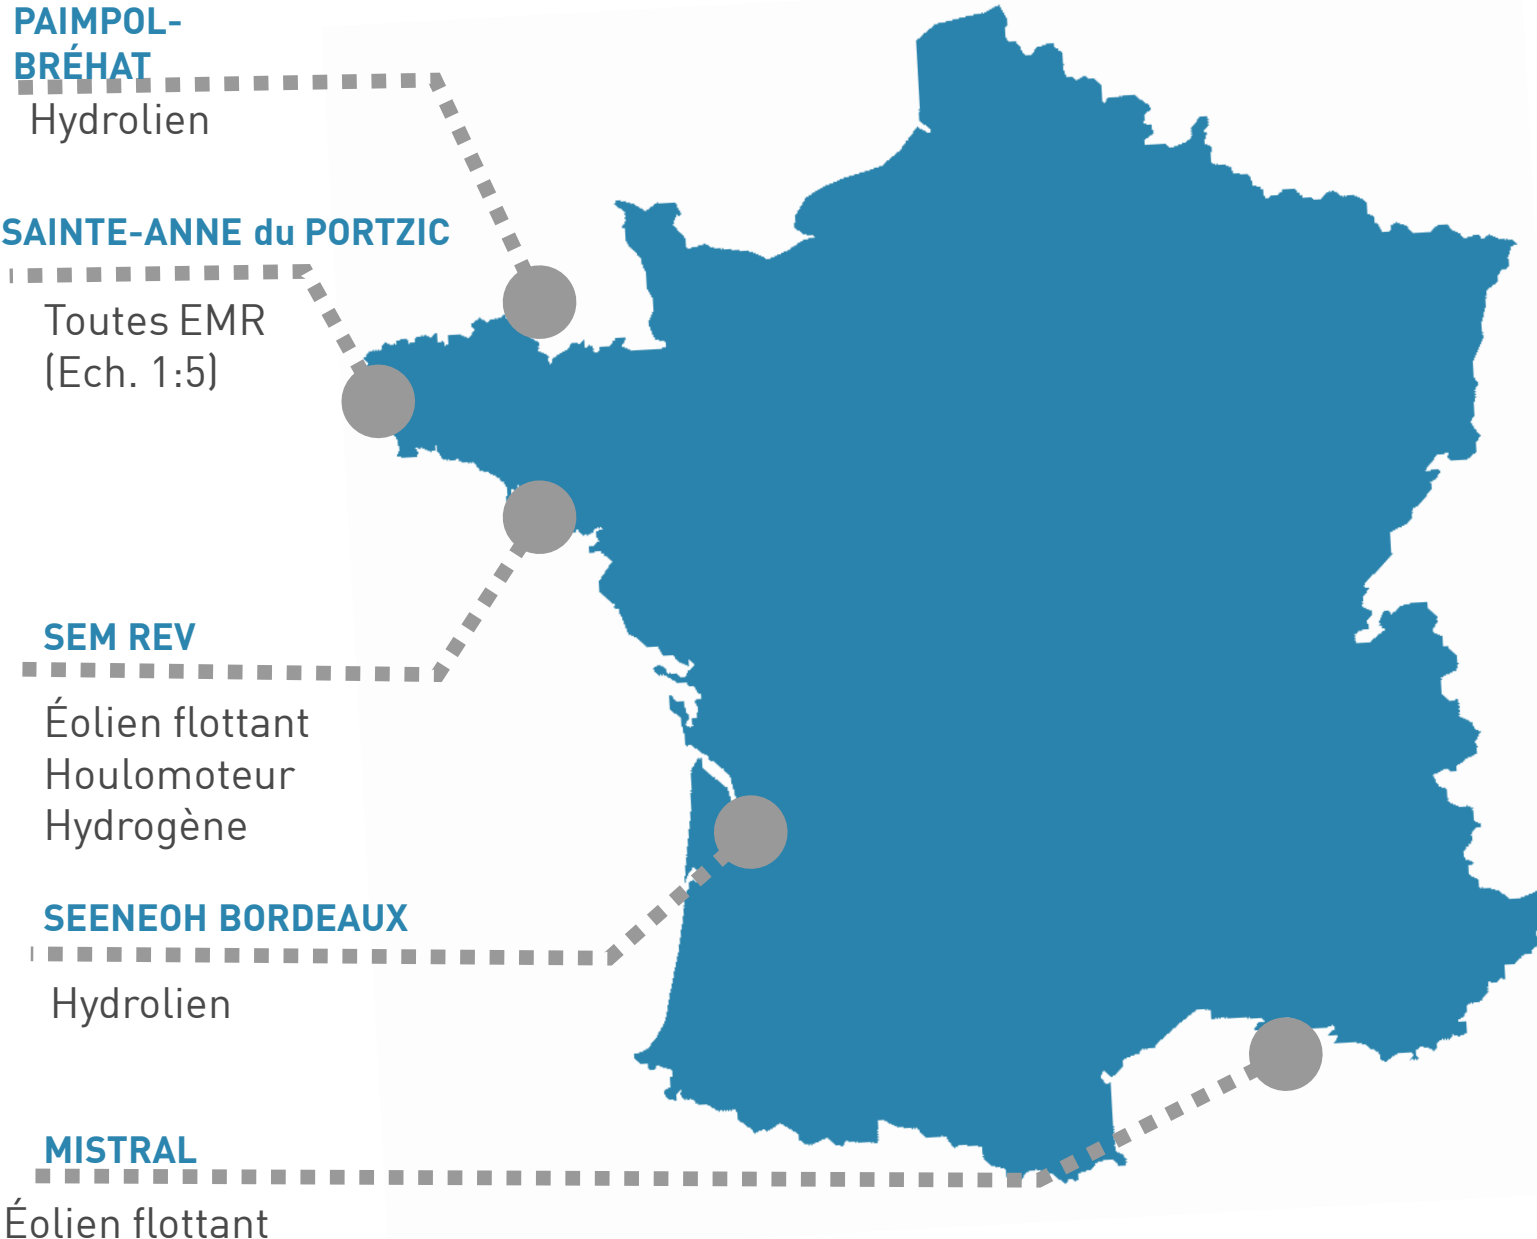 PAIMPOL-
BRÉHAT
Hydrolien
SAINTE-ANNE du PORTZIC
Toutes EMR
(Ech. 1:5)
SEM REV
Éolien flottant
Houlomoteur
Hydrogène
SEENEOH BORDEAUX
Hydrolien
MISTRAL
Éolien flottant